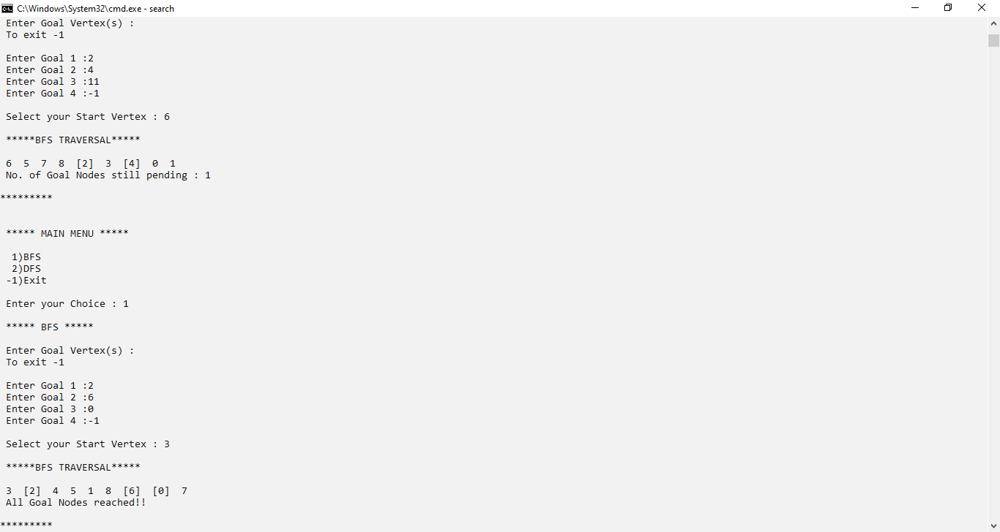 C:\Windows\System32\cmd.exe - search
Enter Goal Vertex(s) :
To exit -1
Enter Goal 1 :2
Enter Goal 2 :4
Enter Goal 3 :11
Enter Goal 4 :-1
Select your Start Vertex : 6
*****BFS TRAVERSAL*****
6  5  7  8  [2]  3  [4]  0  1
No. of Goal Nodes still pending : 1
*********
***** MAIN MENU *****
1)BFS
2)DFS
-1)Exit
Enter your Choice : 1
***** BFS *****
Enter Goal Vertex(s) :
To exit -1
Enter Goal 1 :2
Enter Goal 2 :6
Enter Goal 3 :0
Enter Goal 4 :-1
Select your Start Vertex : 3
*****BFS TRAVERSAL*****
3  [2]  4  5  1  8  [6]  [0]  7
All Goal Nodes reached!!
*********